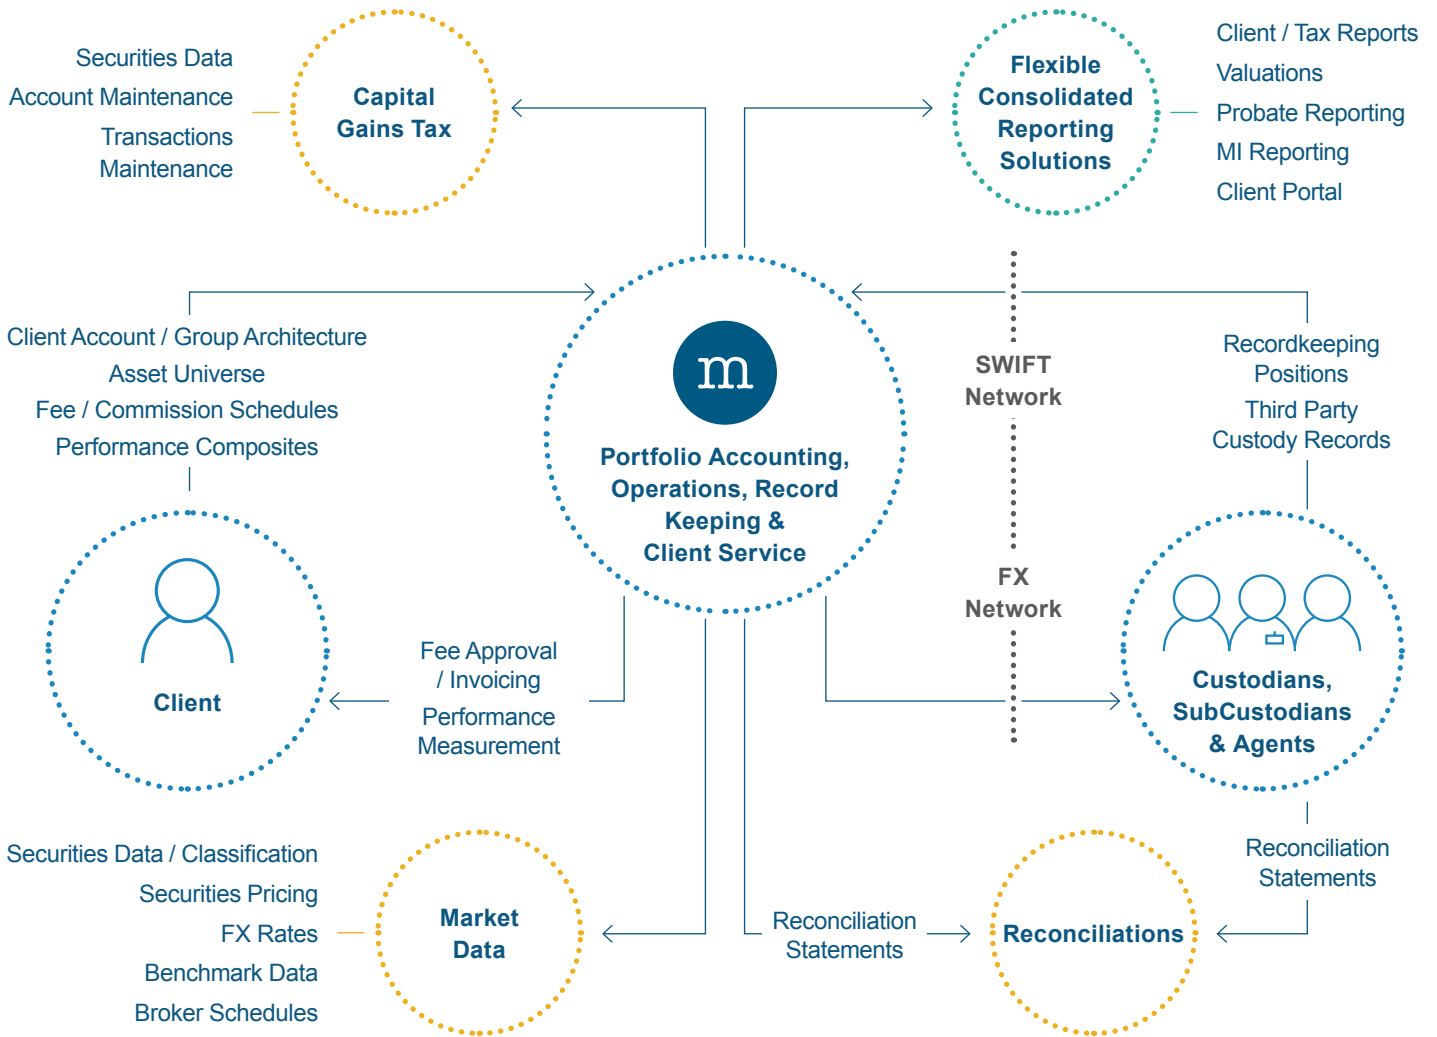 Securities Data
Account Maintenance
Transactions
Maintenance
Capital
Gains Tax
Flexible
Consolidated
Reporting
Solutions
Client / Tax Reports
Valuations
Probate Reporting
MI Reporting
Client Portal
Client Account / Group Architecture
Asset Universe
Fee / Commission Schedules
Performance Composites
m
Portfolio Accounting,
Operations, Record
Keeping &
Client Service
SWIFT
Network
FX
Network
Recordkeeping
Positions
Third Party
Custody Records
Client
Fee Approval
/ Invoicing
Performance
Measurement
Custodians,
SubCustodians
& Agents
Securities Data / Classification
Securities Pricing
FX Rates
Benchmark Data
Broker Schedules
Market
Data
Reconciliation
Statements
Reconciliations
Reconciliation
Statements